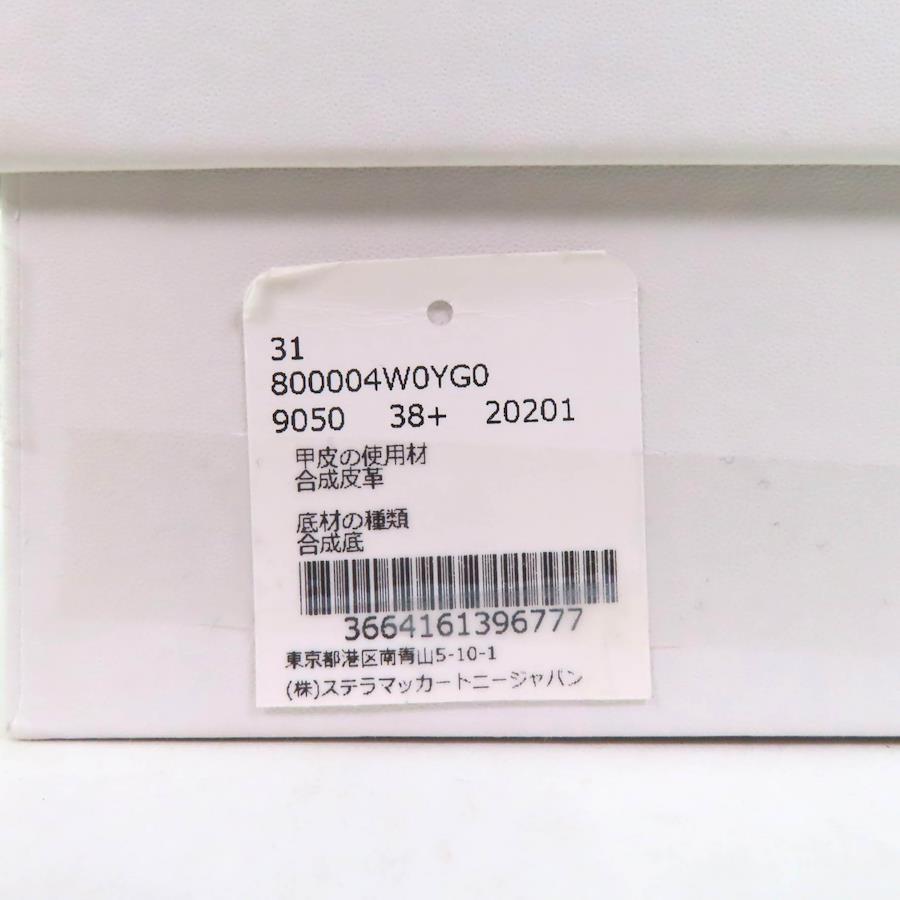 31
800004W0YG0
9050 38+ 20201
甲皮の使用材
合成皮革
底材の種類
合成底
3664161396777
東京都港区南青山5-10-1
(株)ステラマッカートニージャパン